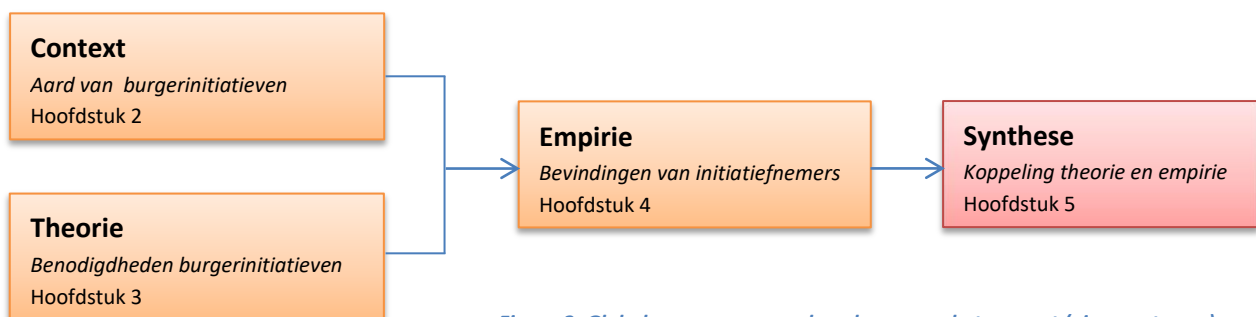 Context
Aard van burgerinitiatieven
Hoofdstuk 2
Theorie
Benodigdheden burgerinitiatieven
Hoofdstuk 3
Empirie
Bevindingen van initiatiefnemers
Hoofdstuk 4
Synthese
Koppeling theorie en empirie
Hoofdstuk 5